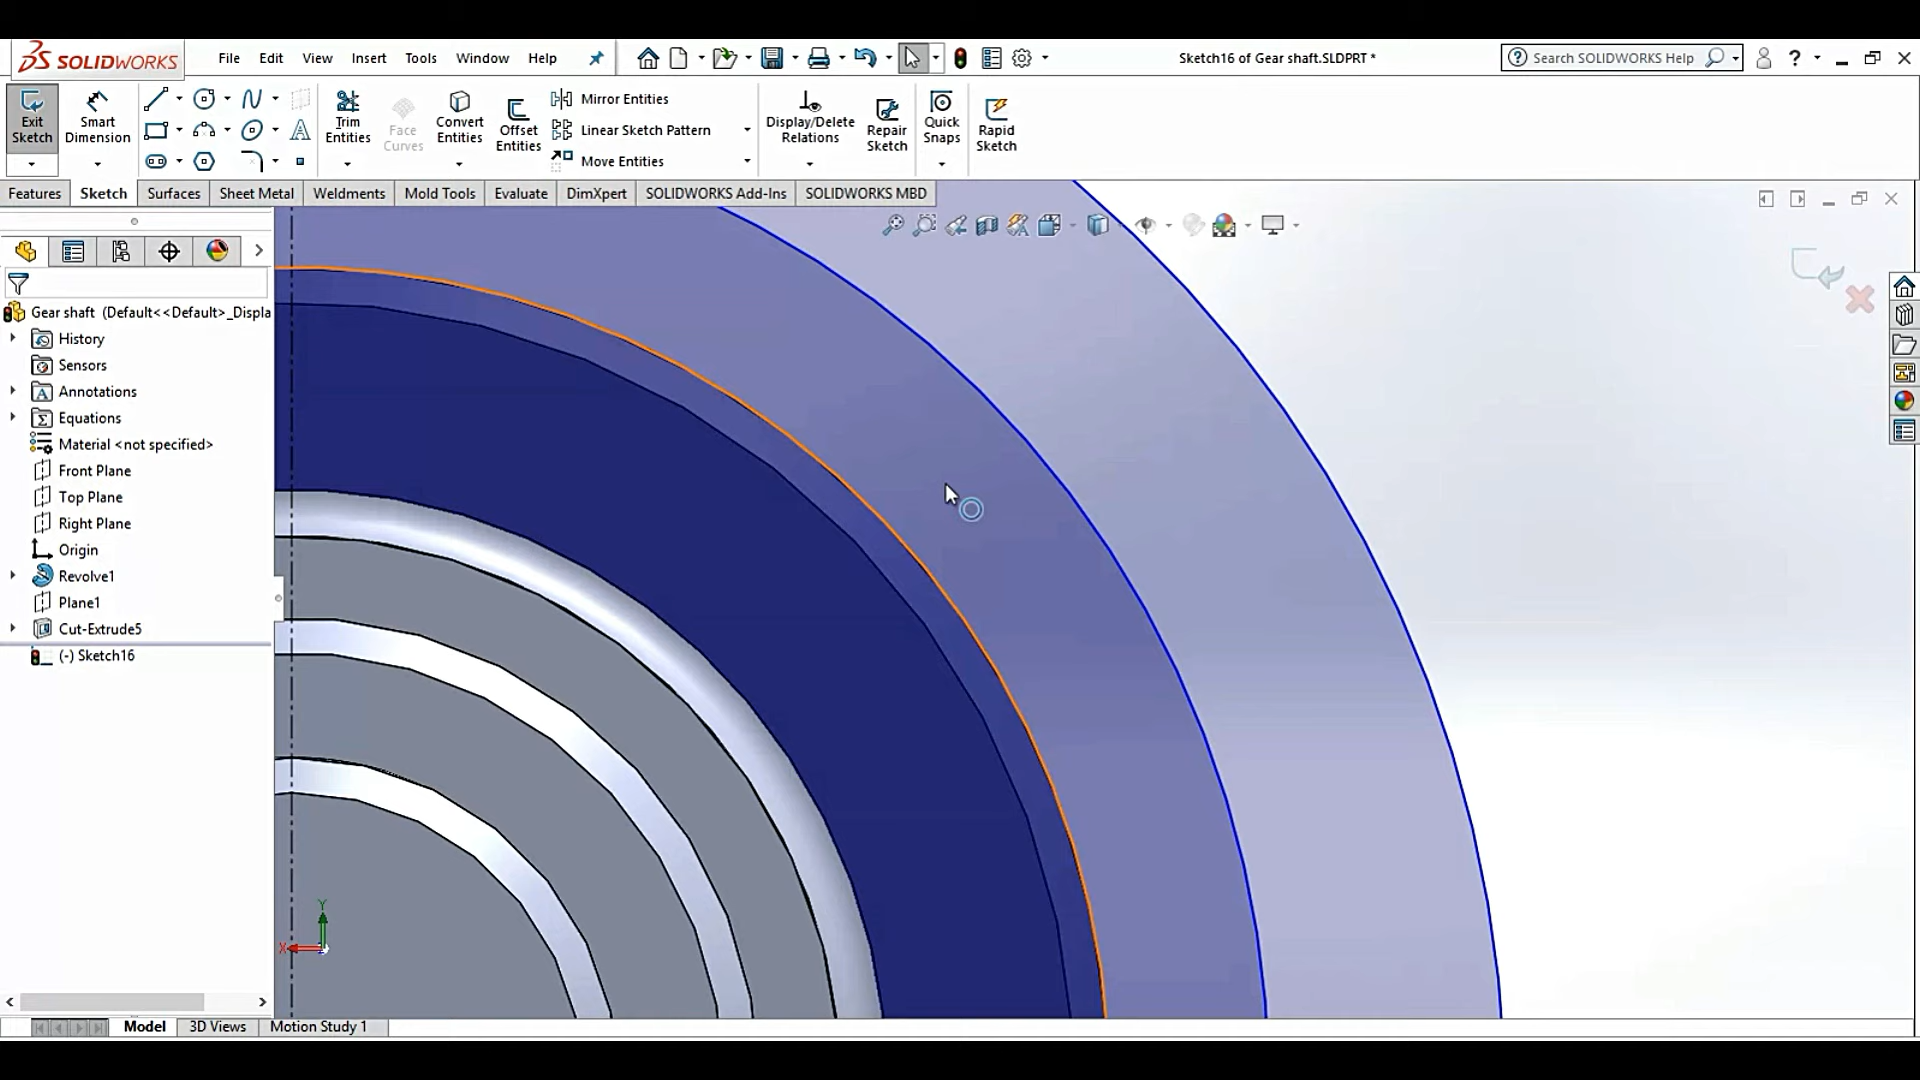 SOLIDWORKS File Edit View Insert Tools Window Help Sketch16 of Gear shaft.SLDPRT * Search SOLIDWORKS Help ?
Exit Sketch
Smart Dimension
Trim Entities
Face Curves
Convert Entities
Offset Entities
Mirror Entities
Linear Sketch Pattern
Move Entities
Display/Delete Relations
Repair Sketch
Quick Snaps
Rapid Sketch
Features Sketch Surfaces Sheet Metal Weldments Mold Tools Evaluate DimXpert SOLIDWORKS Add-Ins SOLIDWORKS MBD
Gear shaft (Default<<Default>_Displa
History
Sensors
Annotations
Equations
Material <not specified>
Front Plane
Top Plane
Right Plane
Origin
Revolve1
Plane1
Cut-Extrude5
(-) Sketch16
Y
X
Model 3D Views Motion Study 1